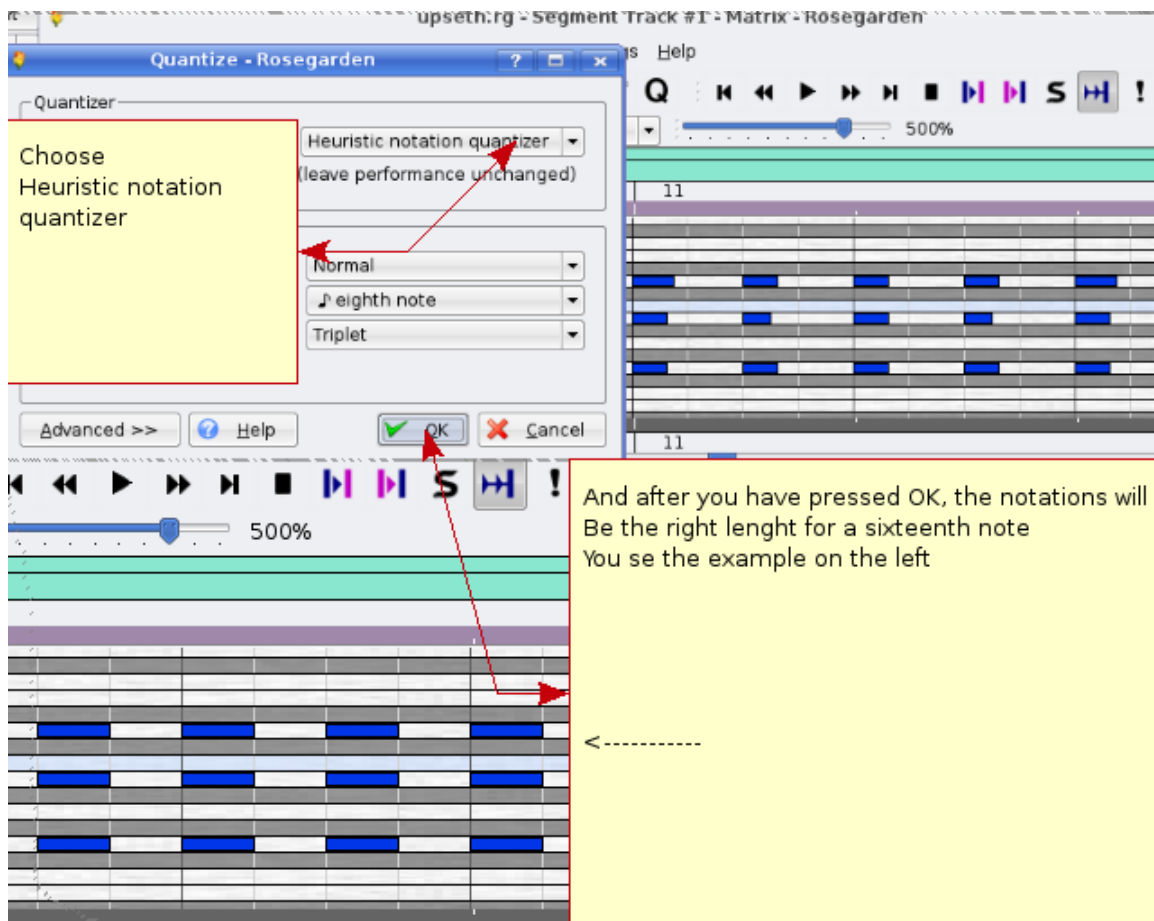 upseth.rg - Segment Track #1 - Matrix - Rosegarden
Quantize - Rosegarden
? 
gs Help
Quantizer
Q
S
!
Heuristic notation quantizer
500%
Choose
Heuristic notation
quantizer
(leave performance unchanged)
11
Normal
eighth note
Triplet
Advanced >>
Help
OK
Cancel
11
S
!
500%
And after you have pressed OK, the notations will
Be the right lenght for a sixteenth note
You se the example on the left
<-----------